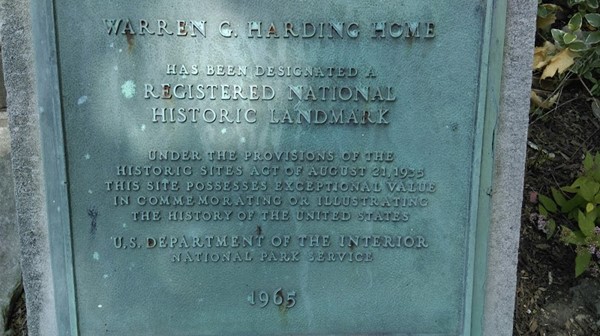 WARREN G. HARDING HOME
HAS BEEN DESIGNATED A
REGISTERED NATIONAL
HISTORIC LANDMARK
UNDER THE PROVISIONS OF THE
HISTORIC SITES ACT OF AUGUST 21, 1935
THIS SITE POSSESSES EXCEPTIONAL VALUE
IN COMMEMORATING OR ILLUSTRATING
THE HISTORY OF THE UNITED STATES
U.S. DEPARTMENT OF THE INTERIOR
NATIONAL PARK SERVICE
1965